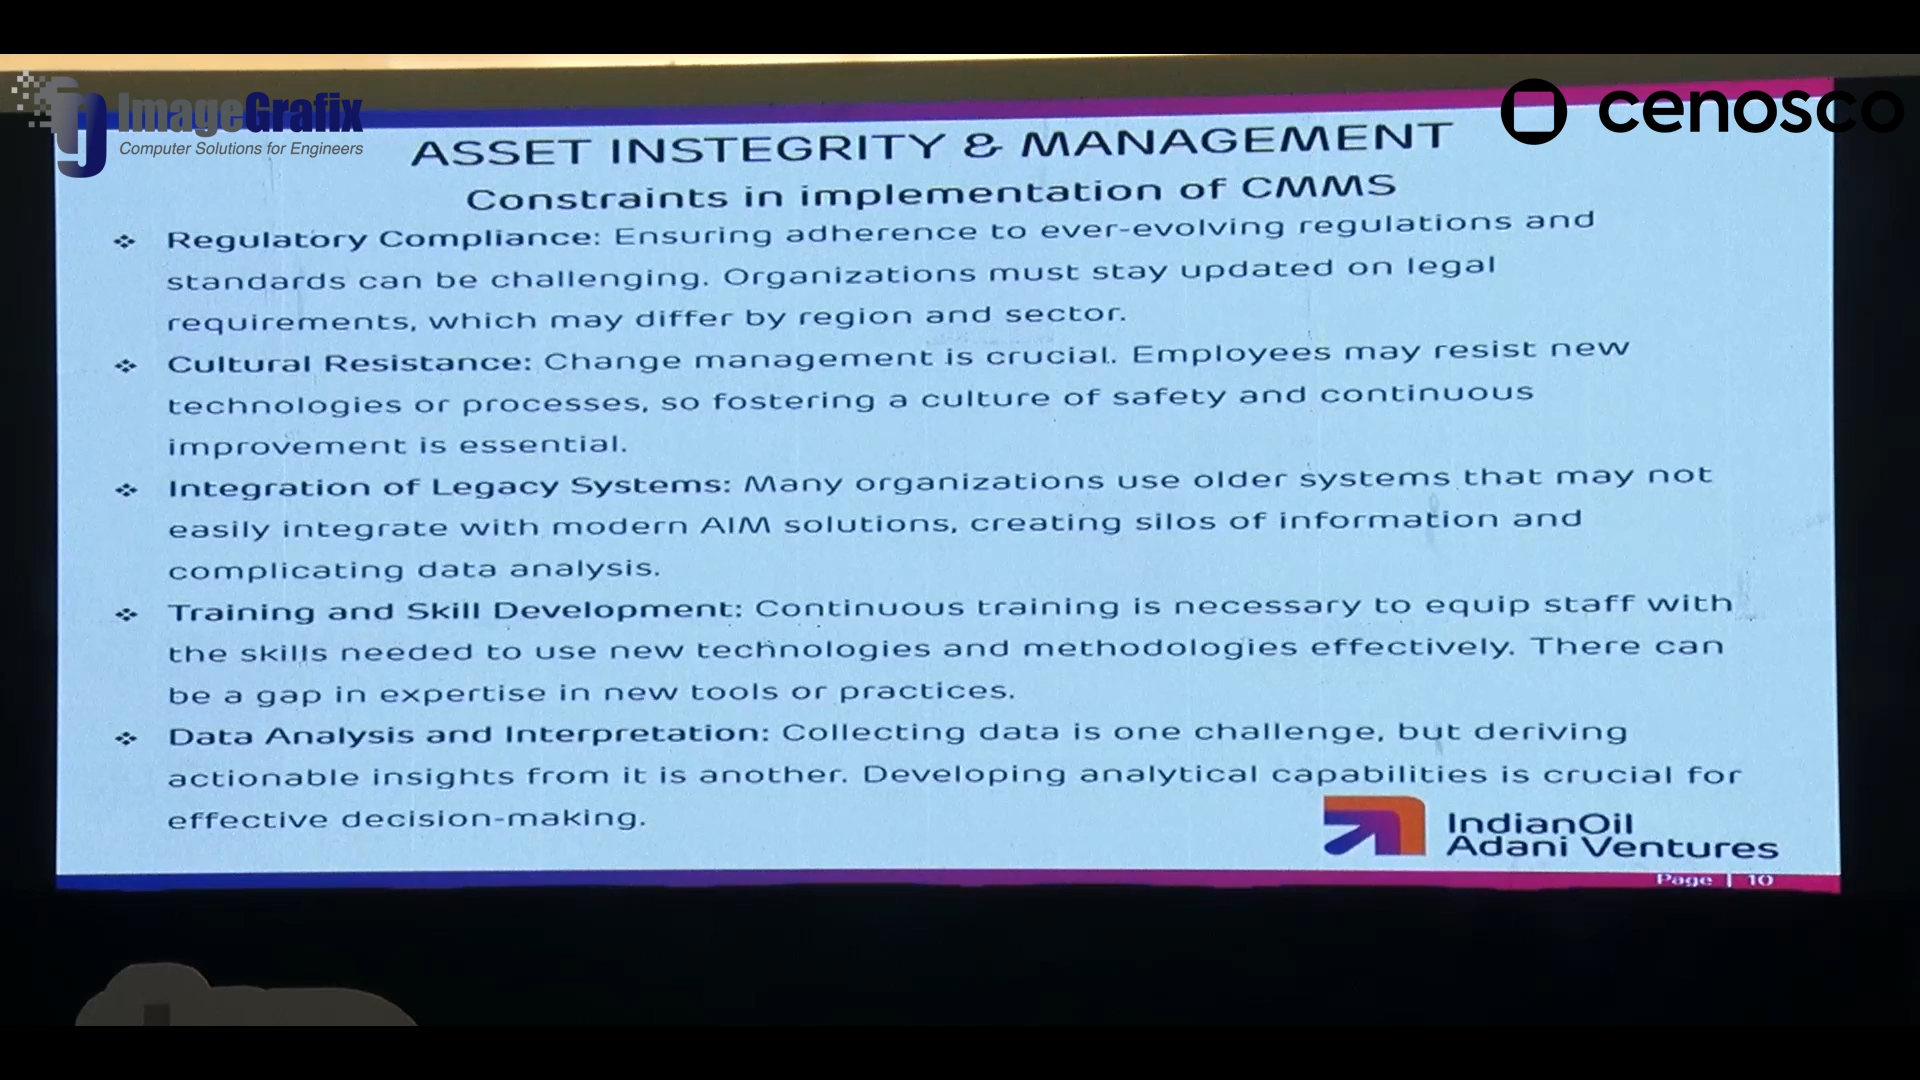 ImageGrafix
Computer Solutions for Engineers
cenosco
ASSET INSTEGRITY & MANAGEMENT
Constraints in implementation of CMMS
❖ Regulatory Compliance: Ensuring adherence to ever-evolving regulations and
standards can be challenging. Organizations must stay updated on legal
requirements, which may differ by region and sector.
❖ Cultural Resistance: Change management is crucial. Employees may resist new
technologies or processes, so fostering a culture of safety and continuous
improvement is essential.
❖ Integration of Legacy Systems: Many organizations use older systems that may not
easily integrate with modern AIM solutions, creating silos of information and
complicating data analysis.
❖ Training and Skill Development: Continuous training is necessary to equip staff with
the skills needed to use new technologies and methodologies effectively. There can
be a gap in expertise in new tools or practices.
❖ Data Analysis and Interpretation: Collecting data is one challenge, but deriving
actionable insights from it is another. Developing analytical capabilities is crucial for
effective decision-making.
IndianOil
Adani Ventures
Page | 10